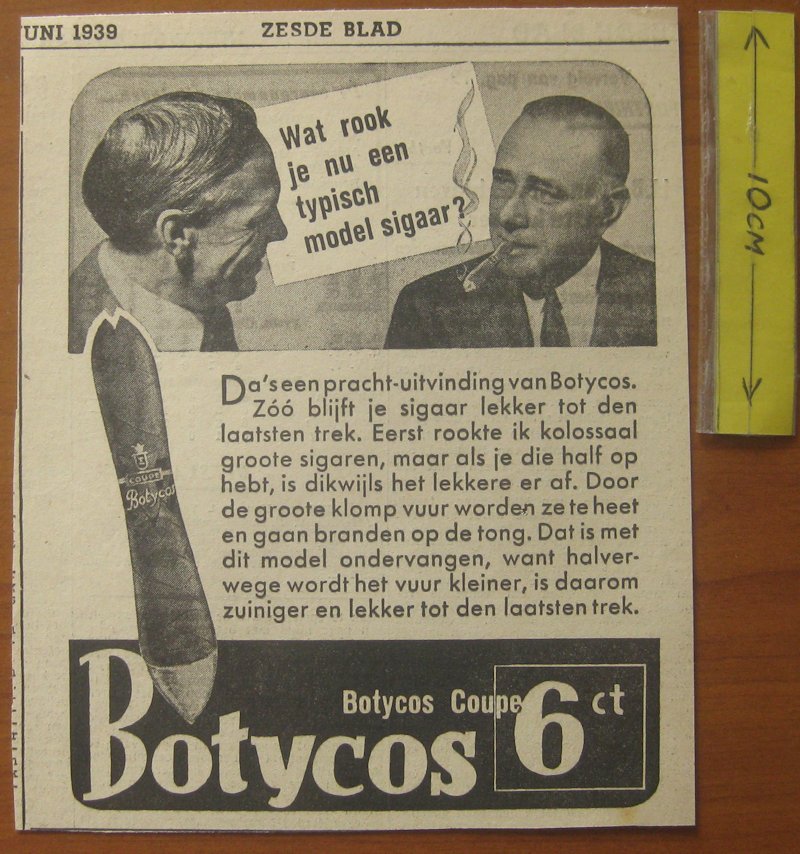 UNI 1939
ZESDE BLAD
Wat rook
je nu een
typisch
model sigaar?
10CM
Da's een pracht-uitvinding van Botycos.
Zóó blijft je sigaar lekker tot den
laatsten trek. Eerst rookte ik kolossaal
groote sigaren, maar als je die half op
hebt, is dikwijls het lekkere er af. Door
de groote klomp vuur worden ze te heet
en gaan branden op de tong. Dat is met
dit model ondervangen, want halver-
wege wordt het vuur kleiner, is daarom
zuiniger en lekker tot den laatsten trek.
COUPE
Botycos
Botycos Coupe 6 ct
Botycos